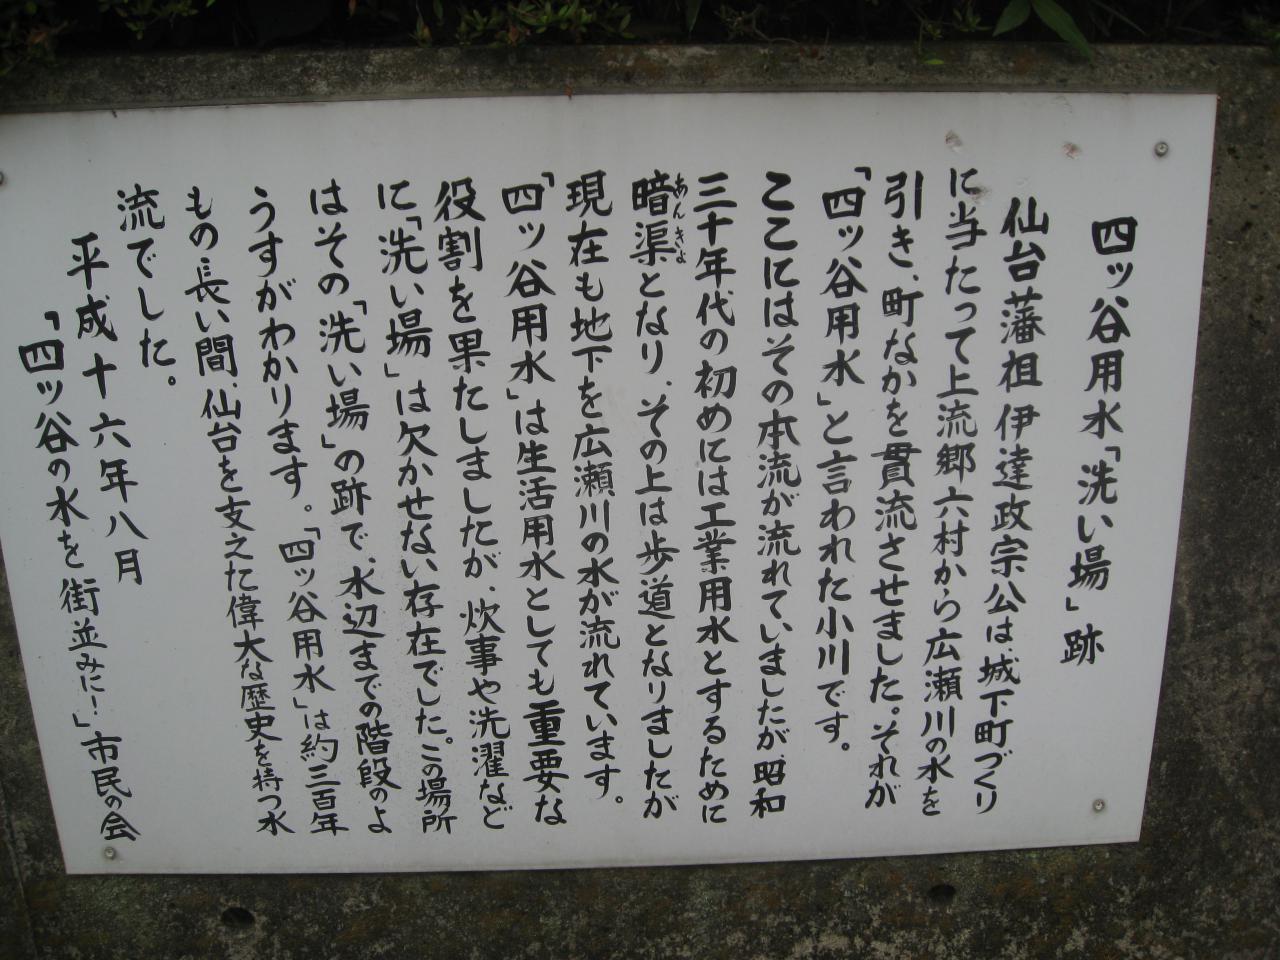 四ッ谷用水「洗い場」跡
仙台藩祖伊達政宗公は、城下町づくり
に当たって上流郷六村から広瀬川の水を
引き、町なかを貫流させました。それが
「四ッ谷用水」と言われた小川です。
ここにはその本流が流れていましたが昭和
三十年代の初めには工業用水とするために
暗渠となり、その上は歩道となりましたが
あんきょ
現在も地下を広瀬川の水が流れています。
「四ッ谷用水」は生活用水としても重要な
役割を果たしましたが、炊事や洗濯など
に「洗い場」は欠かせない存在でした。この場所
はその「洗い場」の跡で、水辺までの階段のよ
うすがわかります。「四ッ谷用水」は約三百年
もの長い間、仙台を支えた偉大な歴史を持つ水
流でした。
平成十六年八月
「四ッ谷の水を街並みに!」市民の会